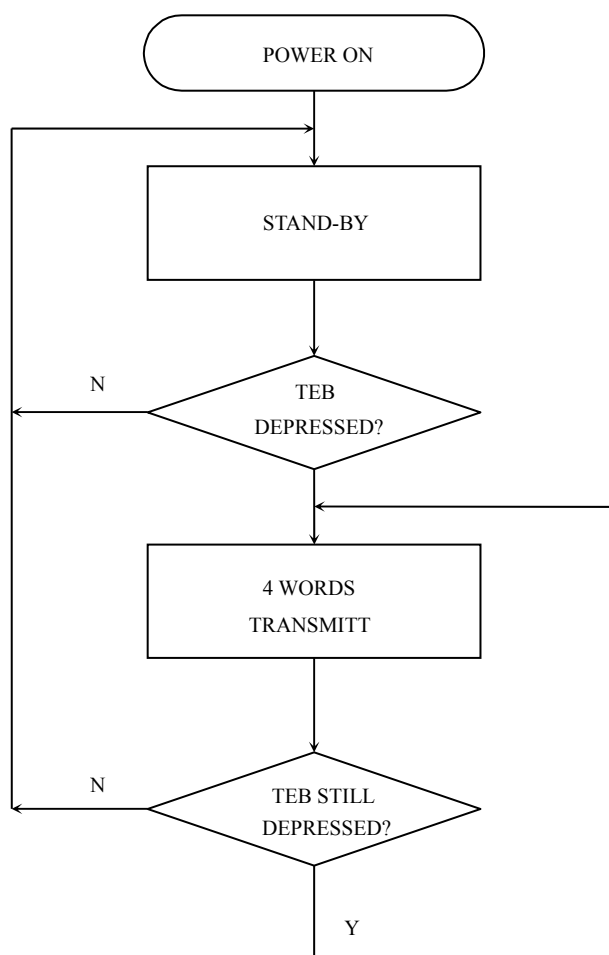 POWER ON
STAND-BY
N
TEB
DEPRESSED?
4 WORDS
TRANSMITT
N
TEB STILL
DEPRESSED?
Y